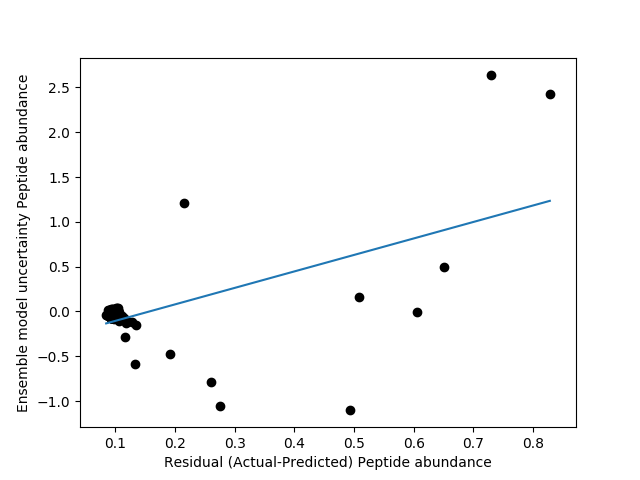 2.5
2.0
1.5
1.0
0.5
0.0
−0.5
−1.0
Ensemble model uncertainty Peptide abundance
0.1 0.2 0.3 0.4 0.5 0.6 0.7 0.8
Residual (Actual-Predicted) Peptide abundance